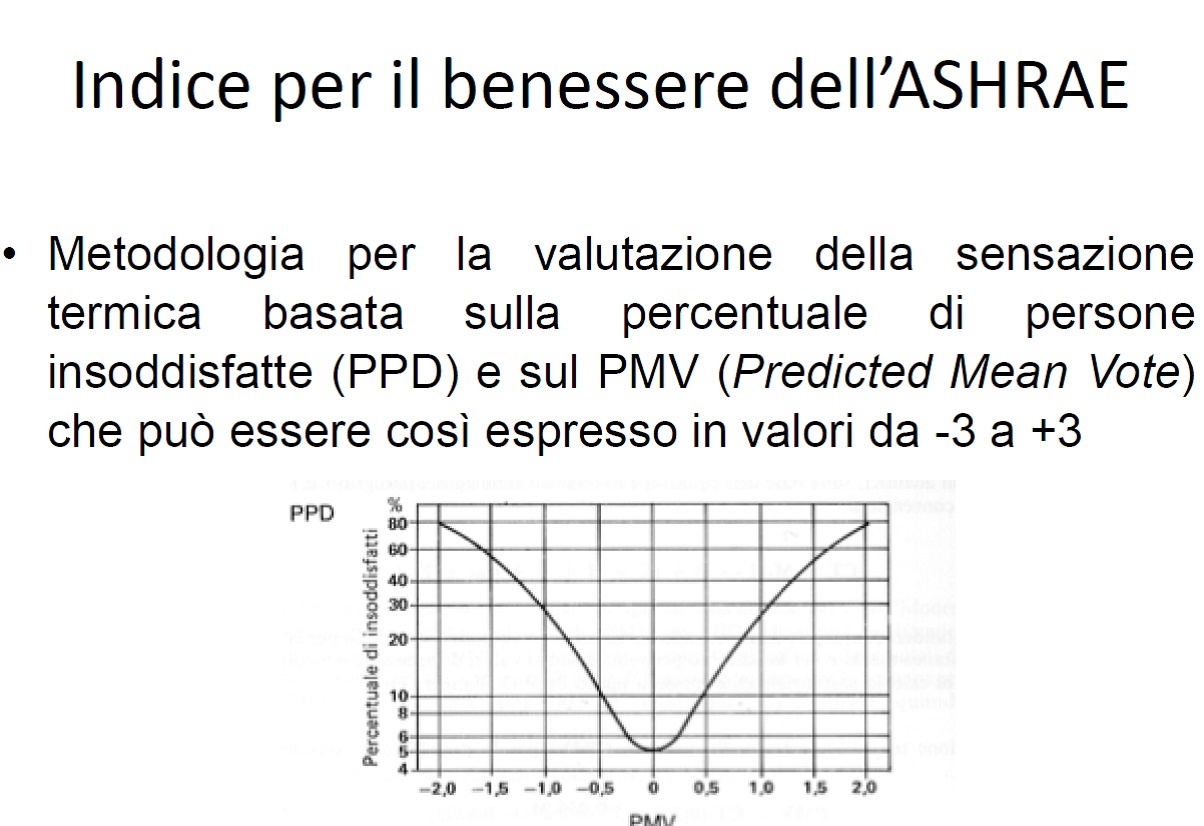 Indice per il benessere dell’ASHRAE
• Metodologia per la valutazione della sensazione
termica basata sulla percentuale di persone
insoddisfatte (PPD) e sul PMV (Predicted Mean Vote)
che può essere così espresso in valori da -3 a +3
PPD
%
Percentuale di insoddisfatti
80
60
40
30
20
10
8
6
5
4
–2,0 –1,5 –1,0 –0,5 0 0,5 1,0 1,5 2,0
PMV